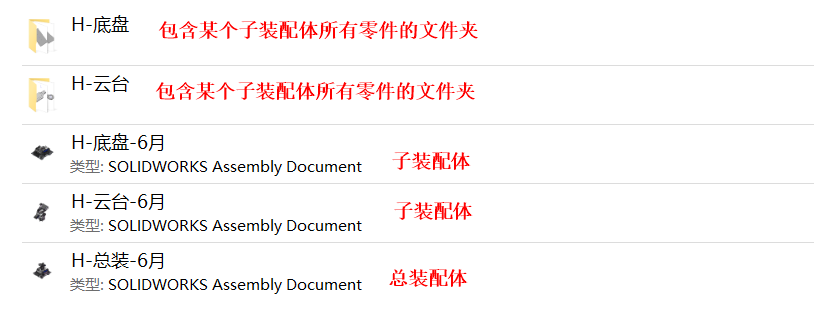 H-底盘
包含某个子装配体所有零件的文件夹
H-云台
包含某个子装配体所有零件的文件夹
H-底盘-6月
类型: SOLIDWORKS Assembly Document
子装配体
H-云台-6月
类型: SOLIDWORKS Assembly Document
子装配体
H-总装-6月
类型: SOLIDWORKS Assembly Document
总装配体